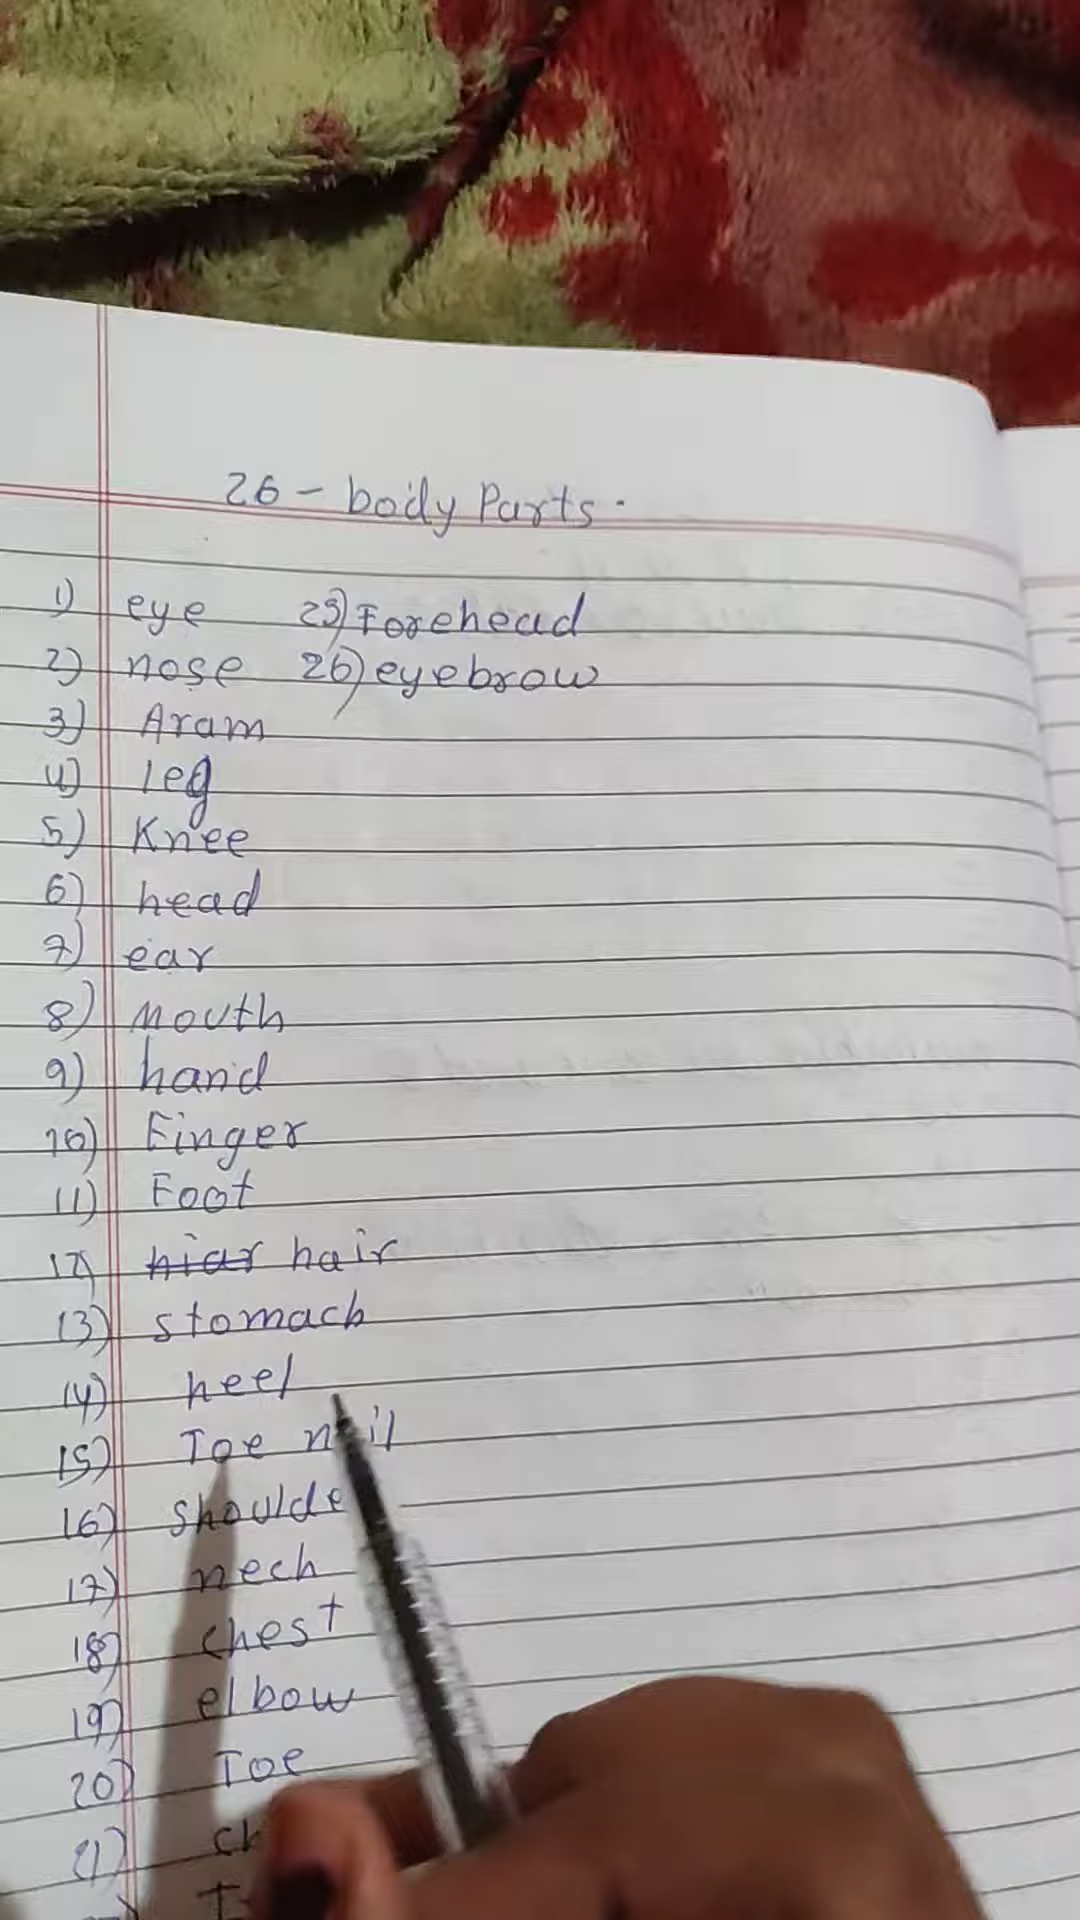 26 - body Parts.
1) eye 25) Forehead
2) nose 26) eyebrow
3) Aram
4) leg
5) Knee
6) head
7) ear
8) Mouth
9) hand
10) Finger
11) Foot
12) hiar hair
13) stomach
14) heel
15) Toe nail
16) shoulde
17) nech
18) chest
19) elbow
20) Toe
21)